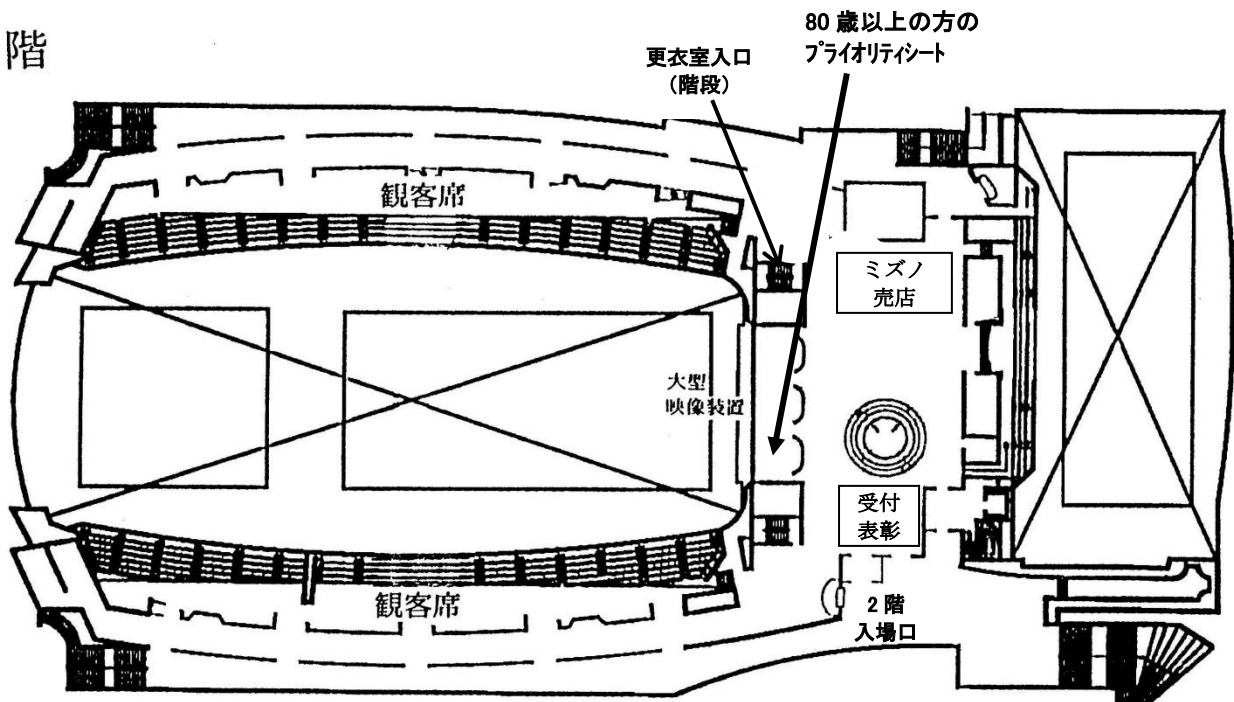 階
80 歳以上の方の
プライオリティシート
更衣室入口
（階段）
観客席
ミズノ
売店
大型
映像装置
受付
表彰
観客席
2 階
入場口